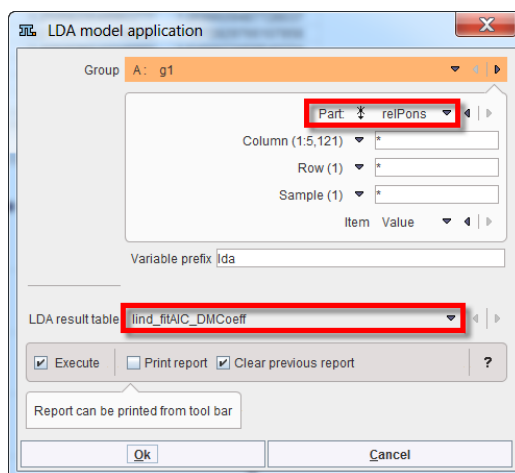 LDA model application
Group A: g1
Part relPons
Column (1:5,121) *
Row (1) *
Sample (1) *
Item Value
Variable prefix lda
LDA result table lind_fitAIC_DMCoeff
Execute Print report Clear previous report ?
Report can be printed from tool bar
Ok Cancel